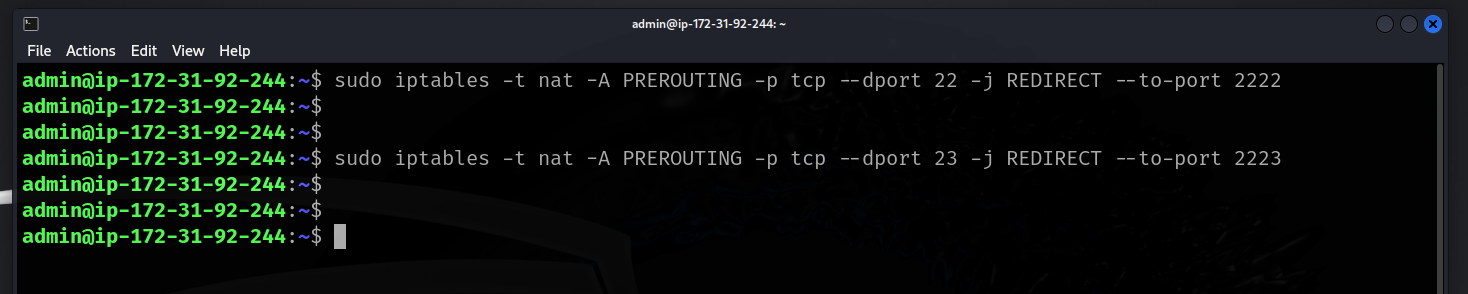 admin@ip-172-31-92-244: ~
File Actions Edit View Help
admin@ip-172-31-92-244:~$ sudo iptables -t nat -A PREROUTING -p tcp --dport 22 -j REDIRECT --to-port 2222
admin@ip-172-31-92-244:~$
admin@ip-172-31-92-244:~$
admin@ip-172-31-92-244:~$ sudo iptables -t nat -A PREROUTING -p tcp --dport 23 -j REDIRECT --to-port 2223
admin@ip-172-31-92-244:~$
admin@ip-172-31-92-244:~$
admin@ip-172-31-92-244:~$